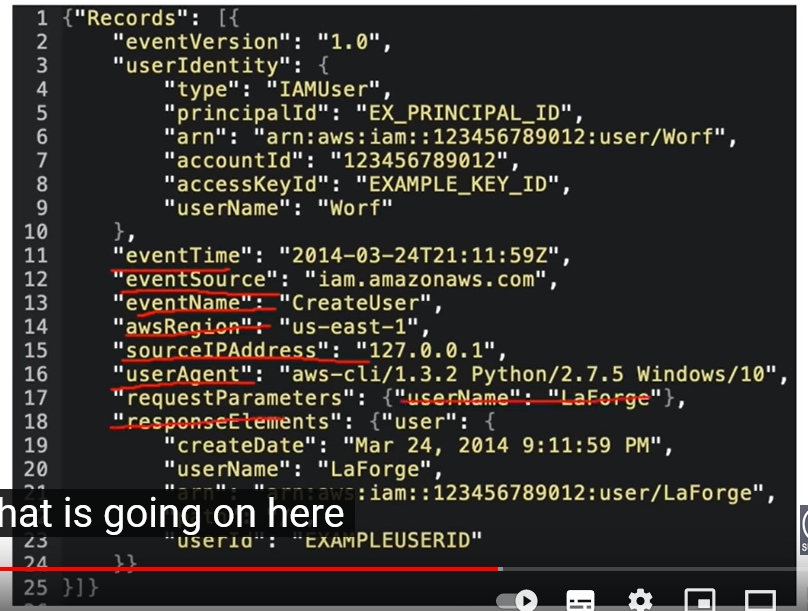 1 {"Records": [{
2 "eventVersion": "1.0",
3 "userIdentity": {
4 "type": "IAMUser",
5 "principalId": "EX_PRINCIPAL_ID",
6 "arn": "arn:aws:iam::123456789012:user/Worf",
7 "accountId": "123456789012",
8 "accessKeyId": "EXAMPLE_KEY_ID",
9 "userName": "Worf"
10 },
11 "eventTime": "2014-03-24T21:11:59Z",
12 "eventSource": "iam.amazonaws.com",
13 "eventName": "CreateUser",
14 "awsRegion": "us-east-1",
15 "sourceIPAddress": "127.0.0.1",
16 "userAgent": "aws-cli/1.3.2 Python/2.7.5 Windows/10",
17 "requestParameters": {"userName": "LaForge"},
18 "responseElements": {"user": {
19 "createDate": "Mar 24, 2014 9:11:59 PM",
20 "userName": "LaForge",
21 "arn": "arn:aws:iam::123456789012:user/LaForge",
hat is going on here
23 "userId": "EXAMPLEUSERID"
24 }}
25 }]}